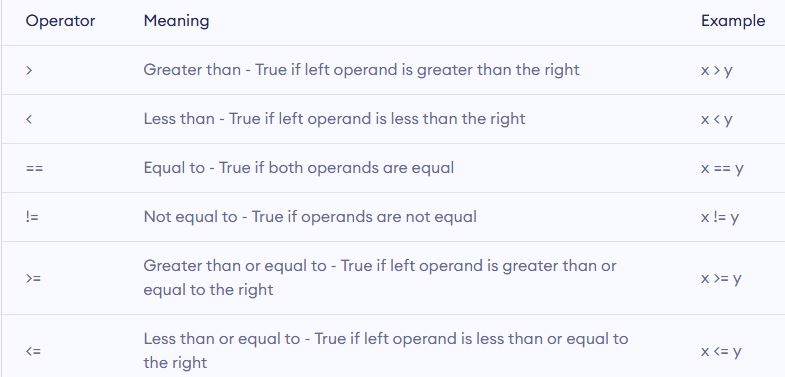 Operator Meaning Example
> Greater than - True if left operand is greater than the right x > y
< Less than - True if left operand is less than the right x < y
== Equal to - True if both operands are equal x == y
!= Not equal to - True if operands are not equal x != y
>= Greater than or equal to - True if left operand is greater than or
equal to the right x >= y
<= Less than or equal to - True if left operand is less than or equal to
the right x <= y